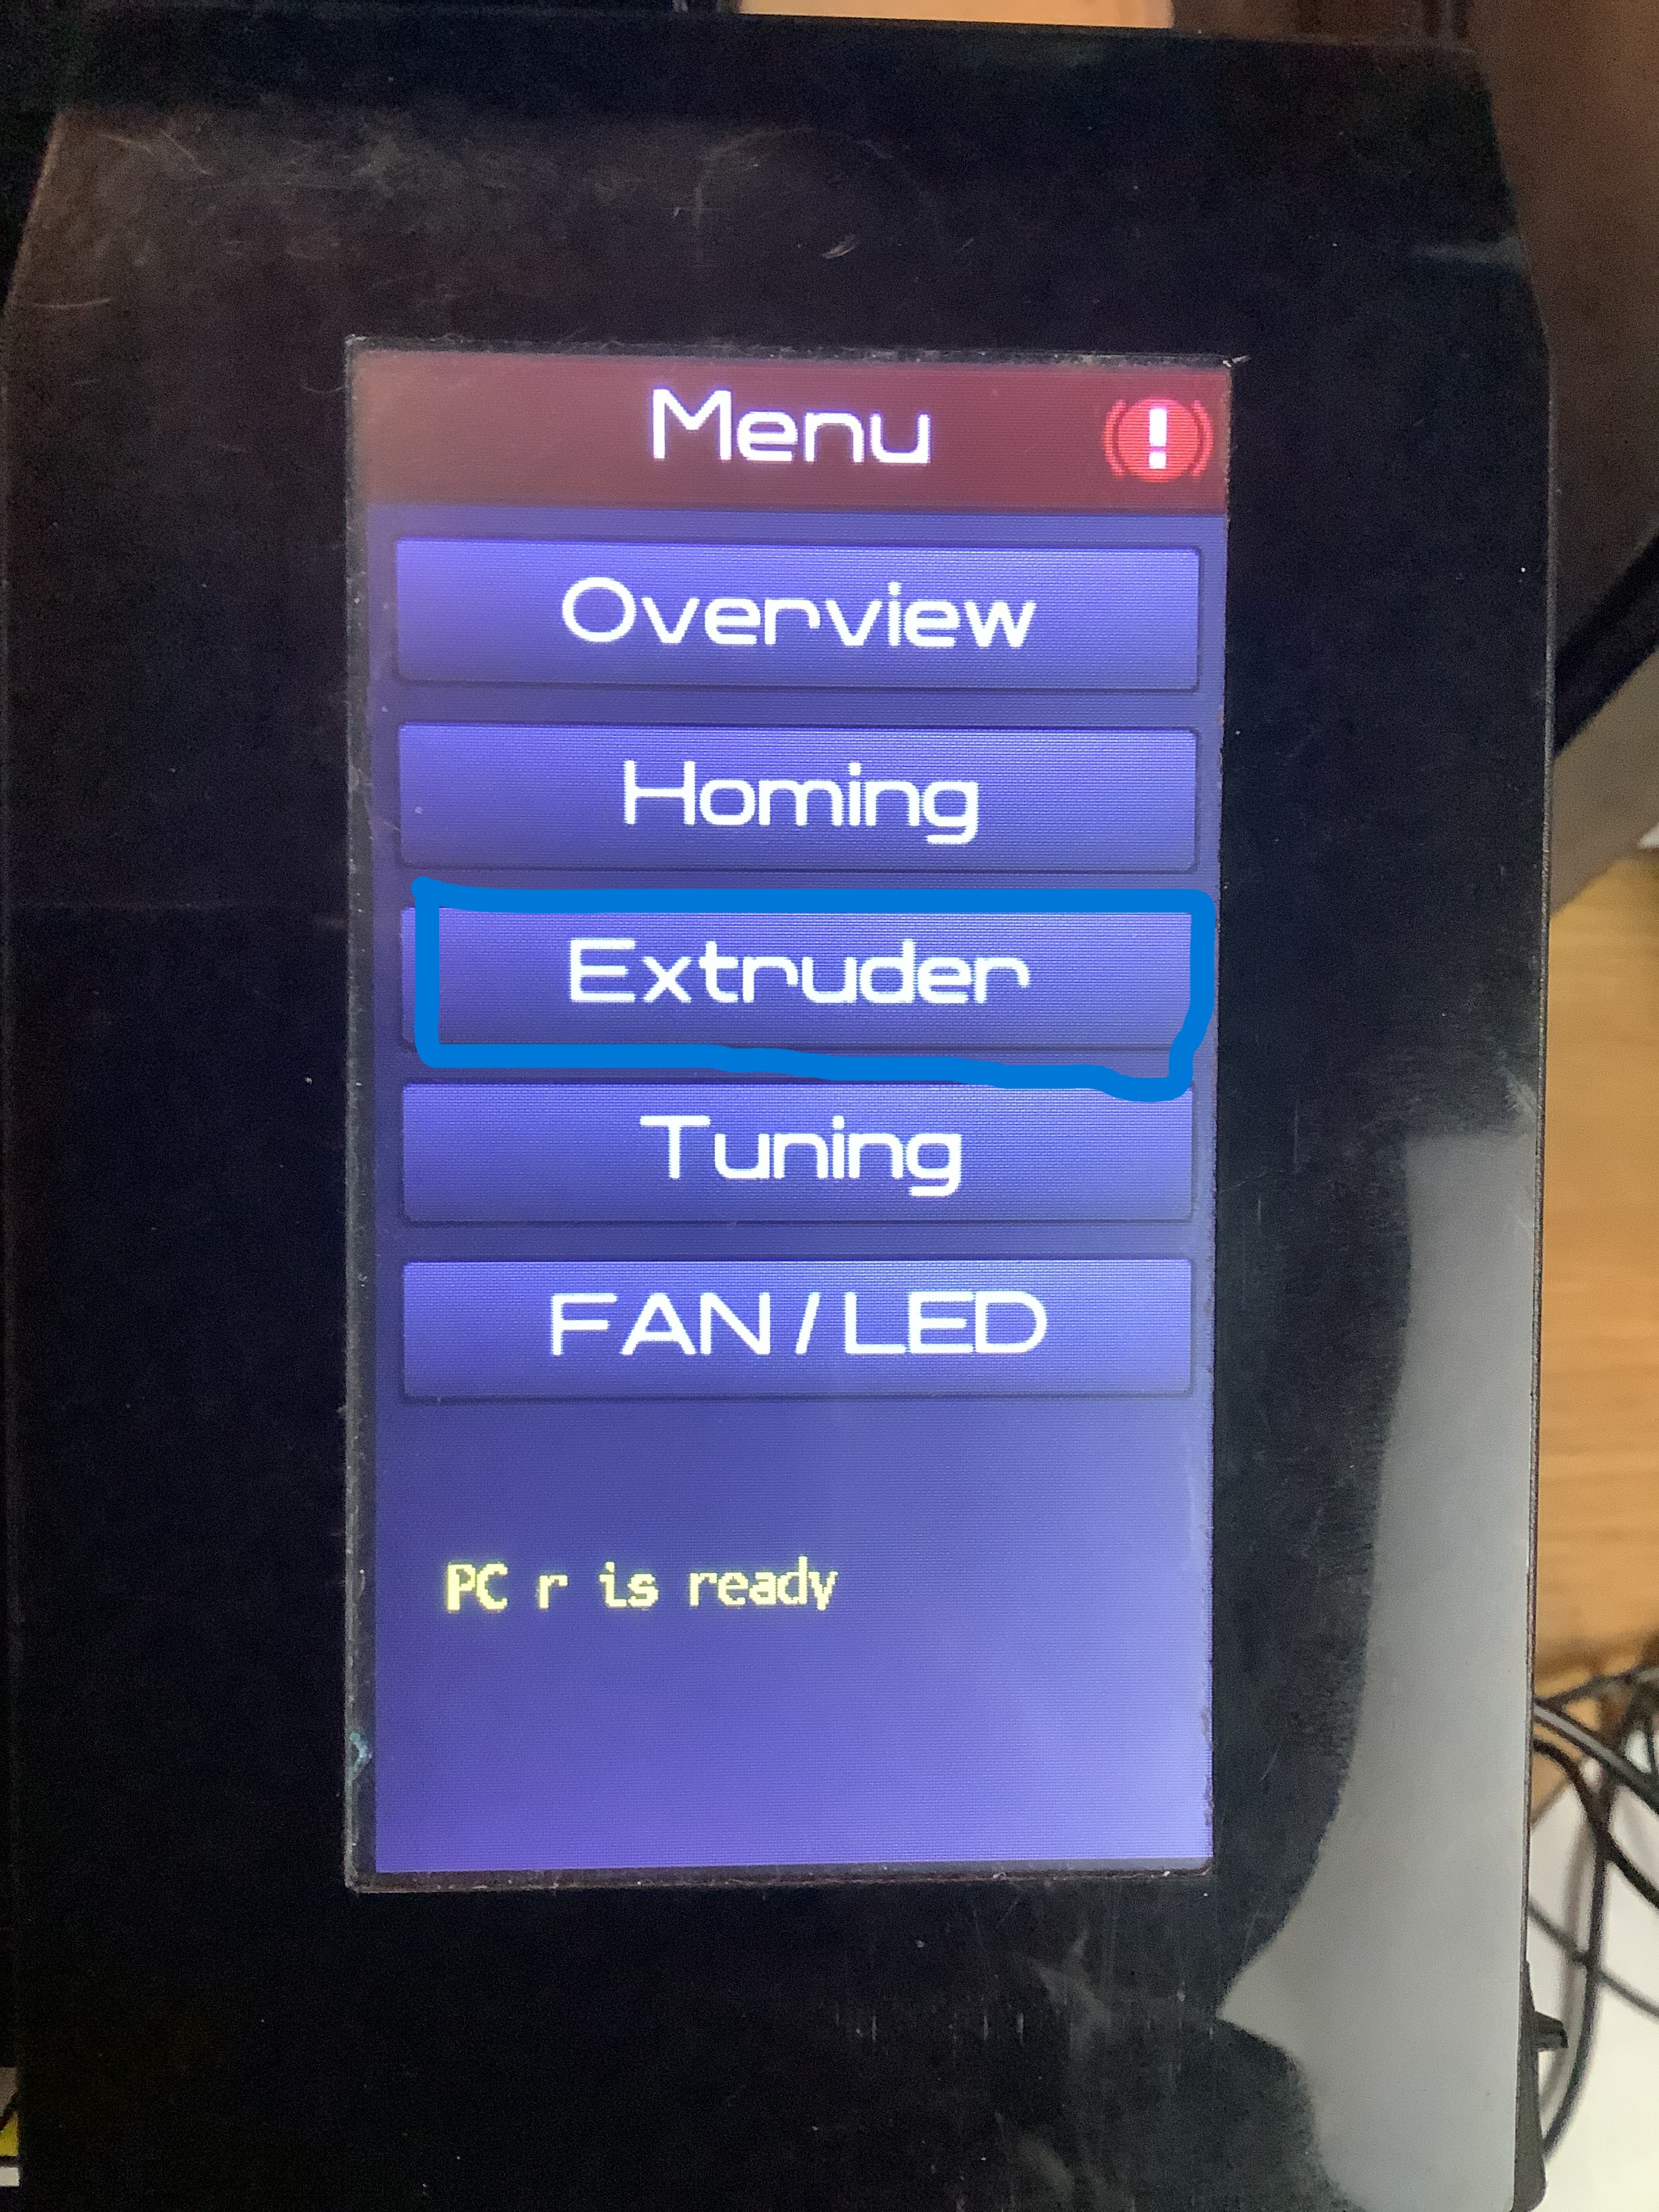 Menu
Overview
Homing
Extruder
Tuning
FAN/LED
PC r is ready